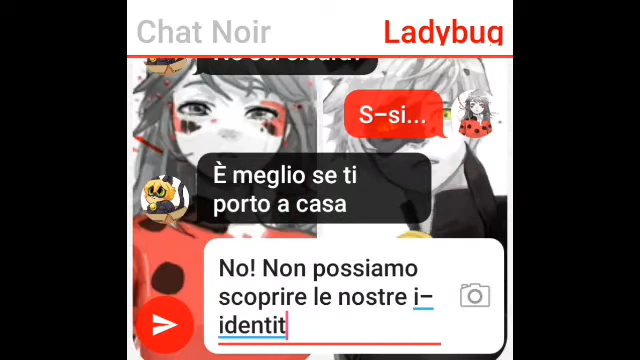 Chat Noir
Ladybug
S-si...
È meglio se ti
porto a casa
No! Non possiamo
scoprire le nostre i-
identit